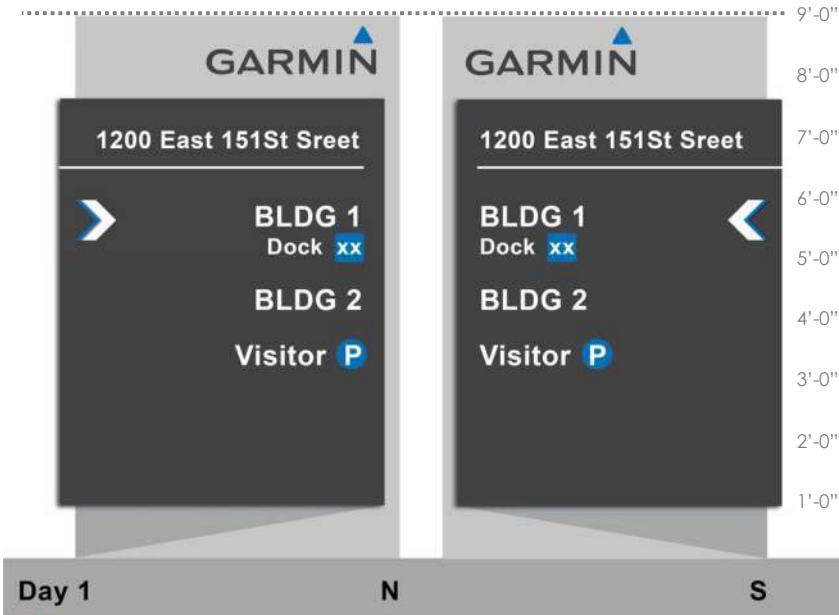 GARMIN
1200 East 151St Sreet
BLDG 1
Dock xx
BLDG 2
Visitor P
GARMIN
1200 East 151St Sreet
BLDG 1
Dock xx
BLDG 2
Visitor P
9'-0"
8'-0"
7'-0"
6'-0"
5'-0"
4'-0"
3'-0"
2'-0"
1'-0"
Day 1 N S